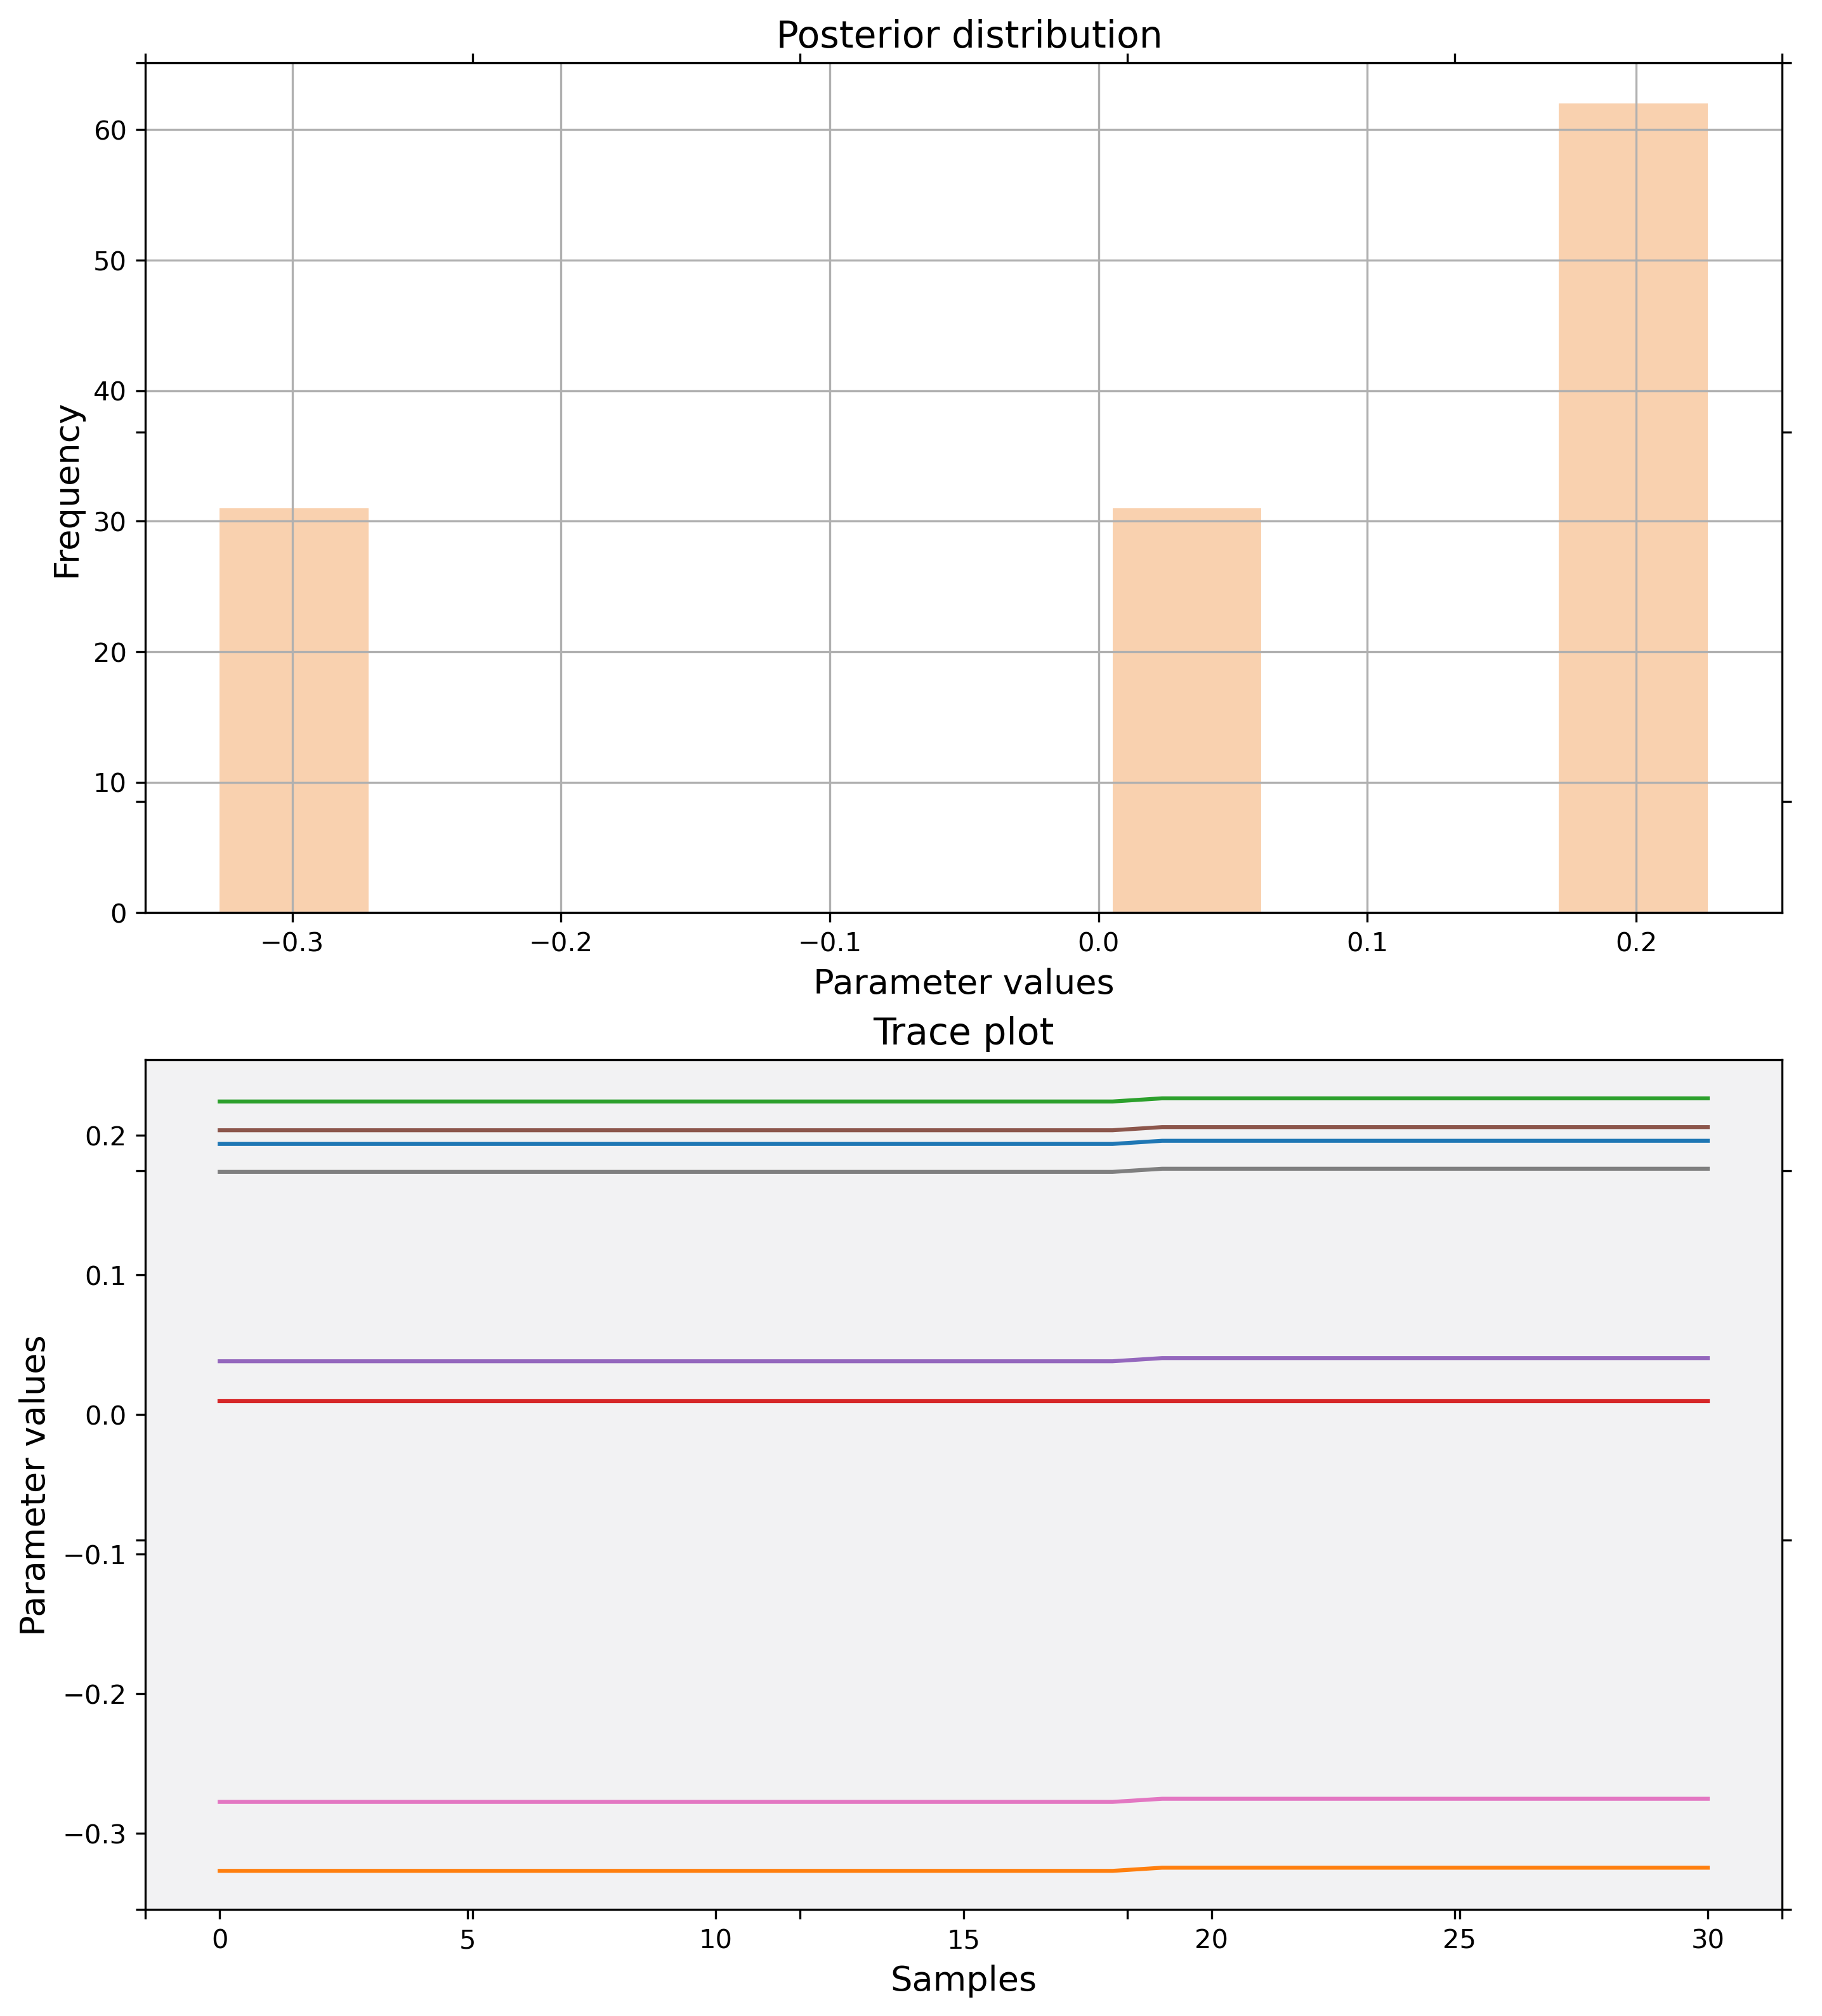 Posterior distribution
60
50
40
30
20
10
0
Frequency
−0.3 −0.2 −0.1 0.0 0.1 0.2
Parameter values
Trace plot
0.2
0.1
0.0
−0.1
−0.2
−0.3
Parameter values
0 5 10 15 20 25 30
Samples